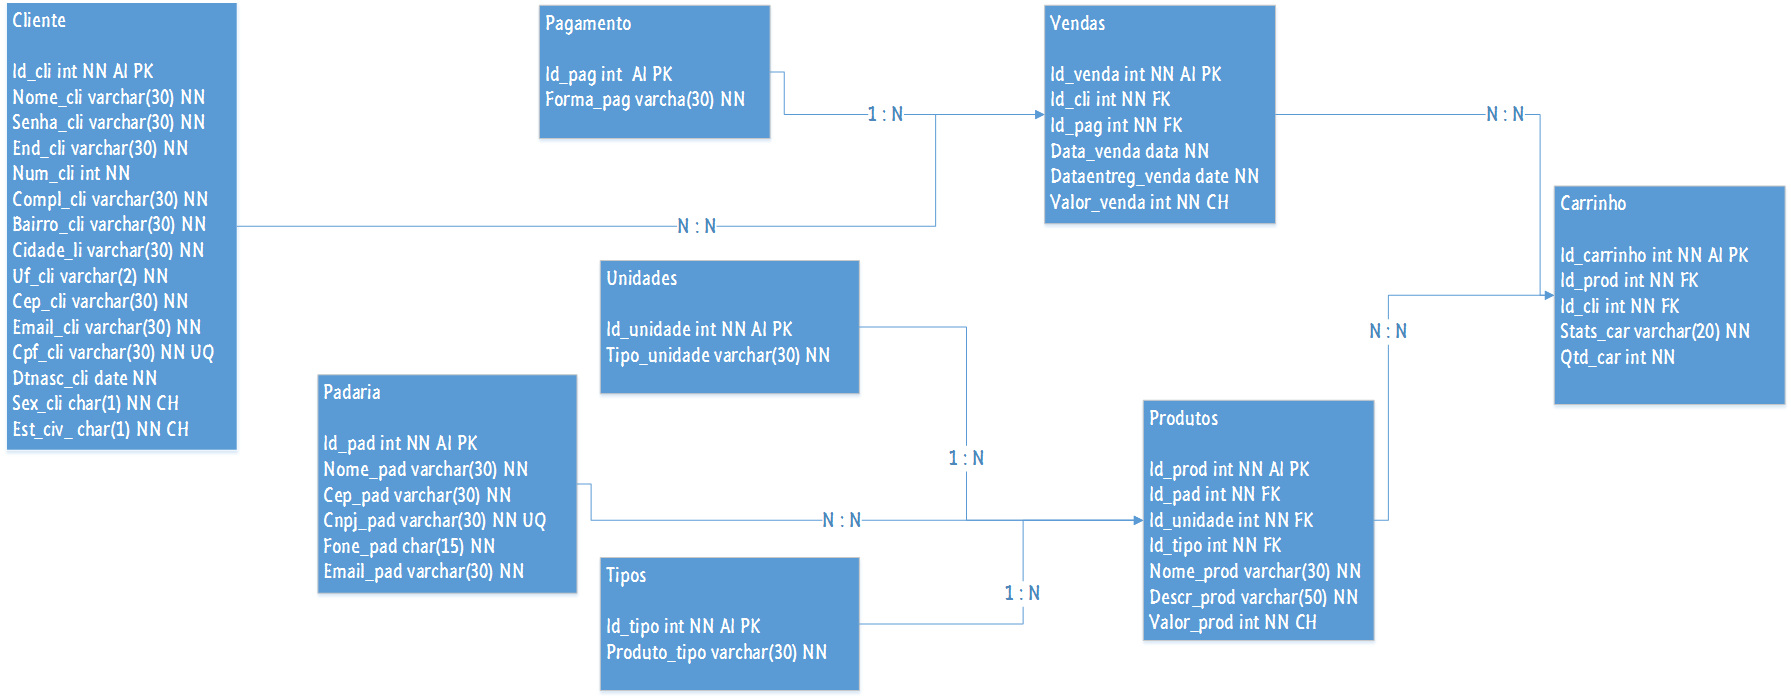 Cliente
Id_cli int NN AI PK
Nome_cli varchar(30) NN
Senha_cli varchar(30) NN
End_cli varchar(30) NN
Num_cli int NN
Compl_cli varchar(30) NN
Bairro_cli varchar(30) NN
Cidade_li varchar(30) NN
Uf_cli varchar(2) NN
Cep_cli varchar(30) NN
Email_cli varchar(30) NN
Cpf_cli varchar(30) NN UQ
Dtnasc_cli date NN
Sex_cli char(1) NN CH
Est_civ_ char(1) NN CH
Pagamento
Id_pag int AI PK
Forma_pag varcha(30) NN
1 : N
N : N
Vendas
Id_venda int NN AI PK
Id_cli int NN FK
Id_pag int NN FK
Data_venda data NN
Dataentreg_venda date NN
Valor_venda int NN CH
N : N
Carrinho
Id_carrinho int NN AI PK
Id_prod int NN FK
Id_cli int NN FK
Stats_car varchar(20) NN
Qtd_car int NN
Unidades
Id_unidade int NN AI PK
Tipo_unidade varchar(30) NN
1 : N
Padaria
Id_pad int NN AI PK
Nome_pad varchar(30) NN
Cep_pad varchar(30) NN
Cnpj_pad varchar(30) NN UQ
Fone_pad char(15) NN
Email_pad varchar(30) NN
N : N
Tipos
Id_tipo int NN AI PK
Produto_tipo varchar(30) NN
1 : N
Produtos
Id_prod int NN AI PK
Id_pad int NN FK
Id_unidade int NN FK
Id_tipo int NN FK
Nome_prod varchar(30) NN
Descr_prod varchar(50) NN
Valor_prod int NN CH
N : N